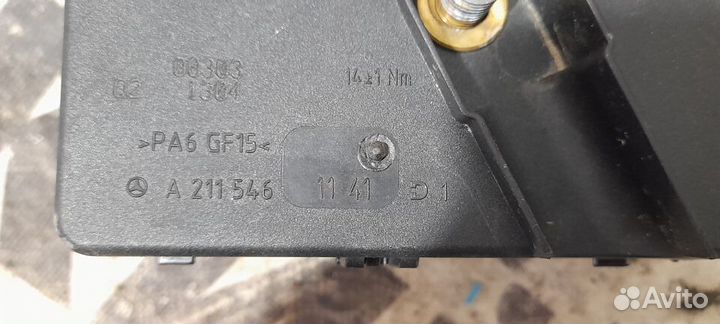 00303
02 1304
14±1 Nm
>PA6 GF15<
A 211 546 11 41 D 1
Avito